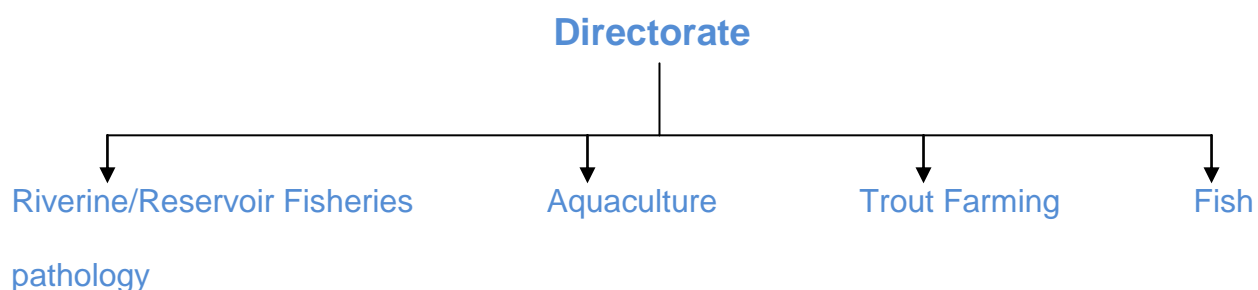 Directorate
Riverine/Reservoir Fisheries Aquaculture Trout Farming Fish
pathology